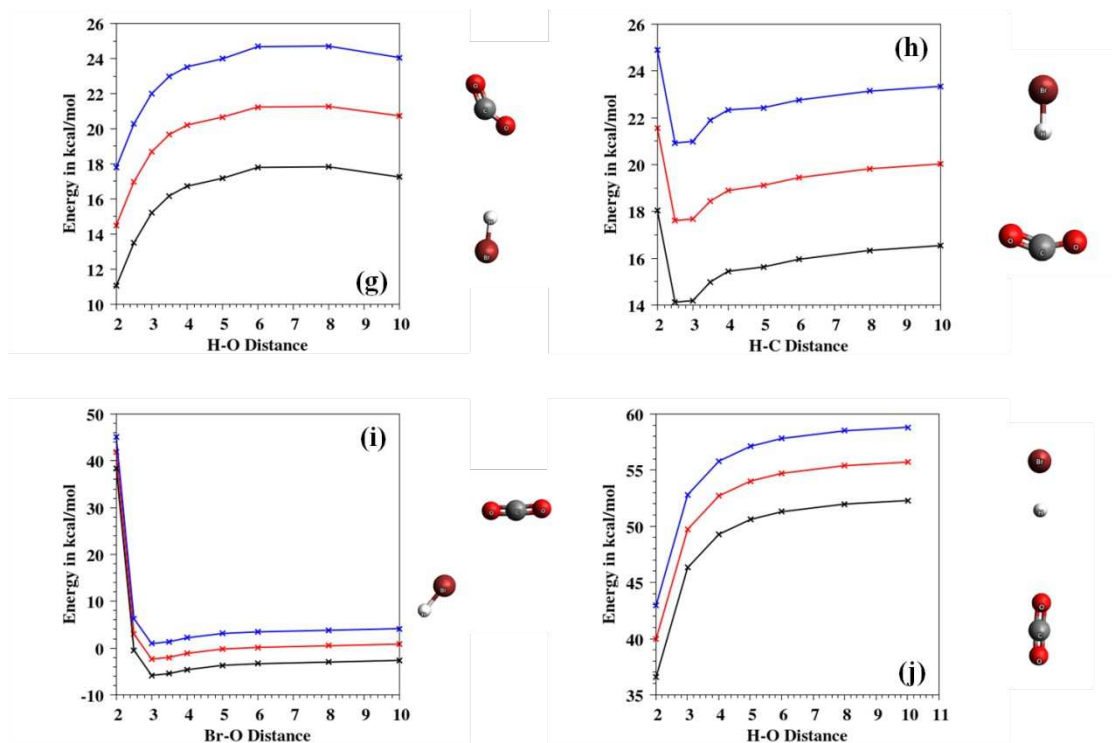 26
24
22
20
18
16
14
12
10
Energy in kcal/mol
(g)
2 3 4 5 6 7 8 9 10
H-O Distance
O
C
O
Br
26
24
22
20
18
16
14
Energy in kcal/mol
(h)
2 3 4 5 6 7 8 9 10
H-C Distance
Br
O
C
O
50
40
30
20
10
0
-10
Energy in kcal/mol
(i)
2 3 4 5 6 7 8 9 10
Br-O Distance
O
C
O
Br
60
55
50
45
40
35
Energy in kcal/mol
(j)
2 3 4 5 6 7 8 9 10 11
H-O Distance
Br
O
C
O